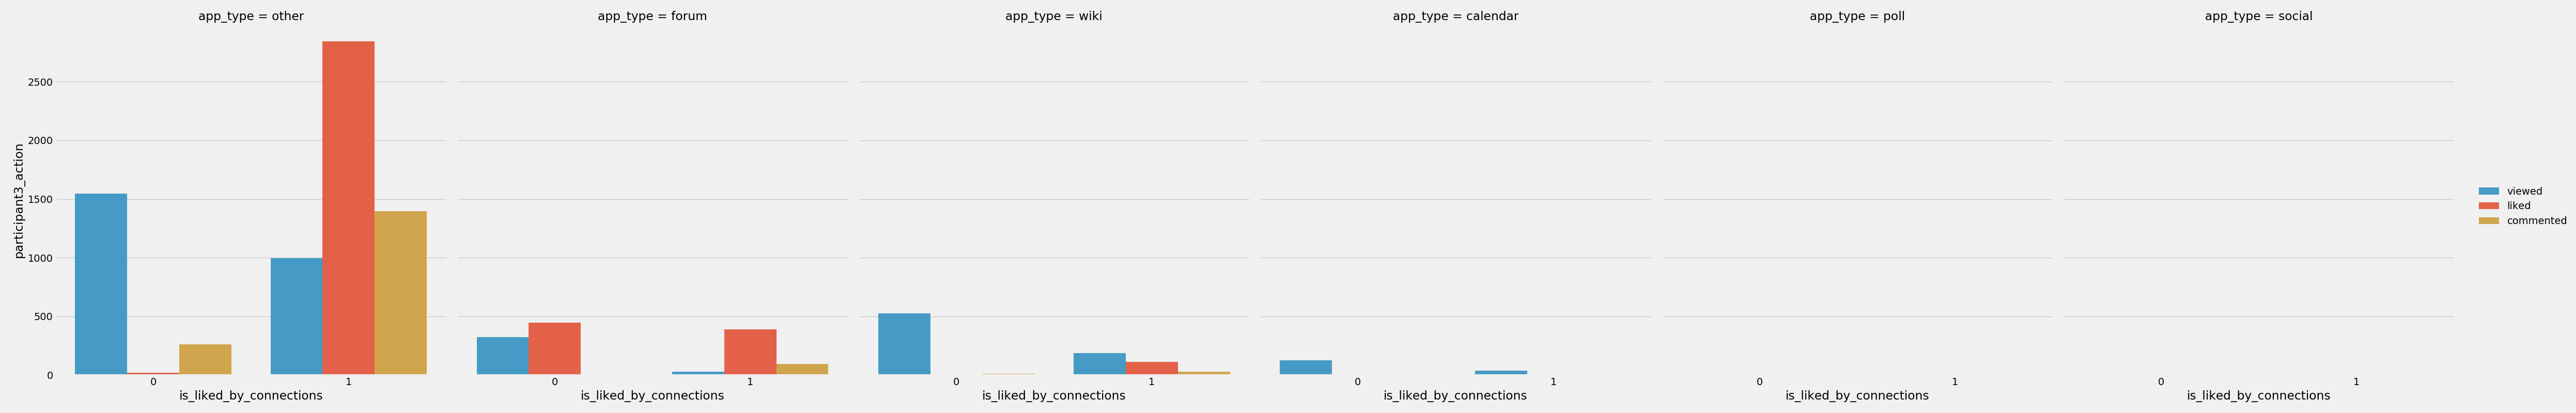 app_type = other
app_type = forum
app_type = wiki
app_type = calendar
app_type = poll
app_type = social
participant3_action
2500
2000
1500
1000
500
0
0 1
0 1
0 1
0 1
0 1
0 1
is_liked_by_connections
is_liked_by_connections
is_liked_by_connections
is_liked_by_connections
is_liked_by_connections
is_liked_by_connections
viewed
liked
commented